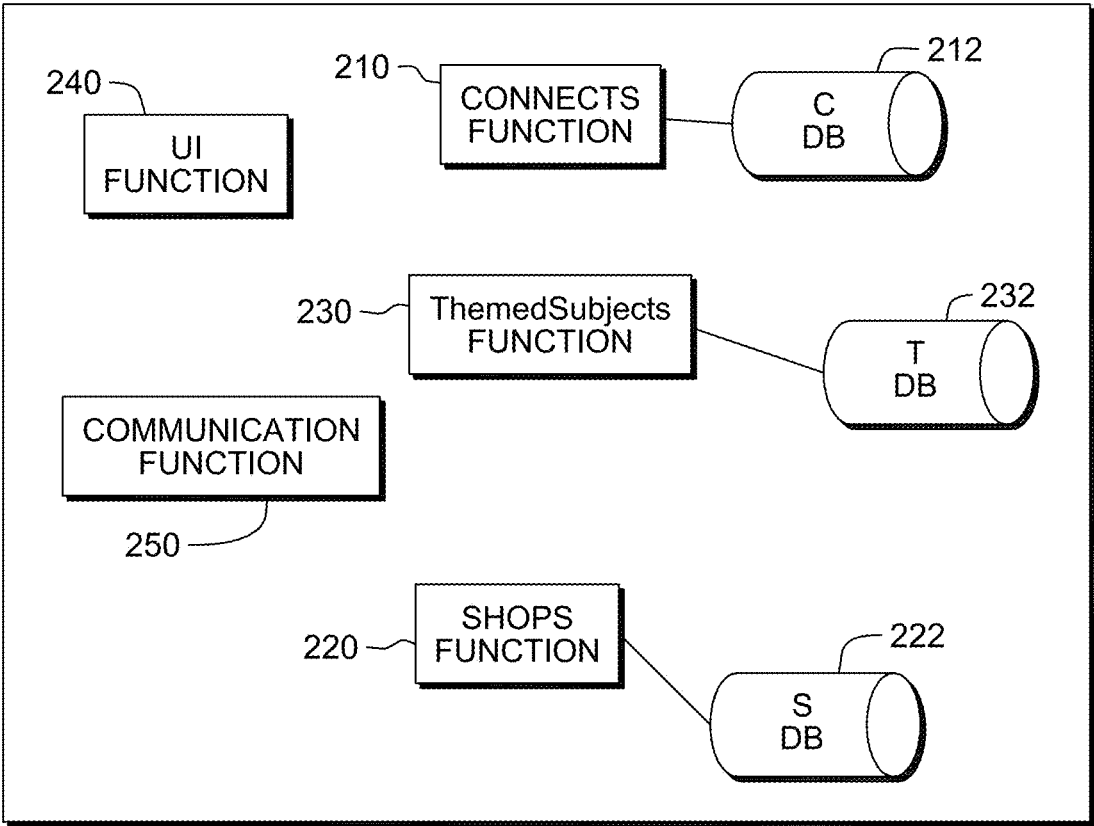 240
UI
FUNCTION
210
CONNECTS
FUNCTION
212
C
DB
230
ThemedSubjects
FUNCTION
232
T
DB
COMMUNICATION
FUNCTION
250
220
SHOPS
FUNCTION
222
S
DB